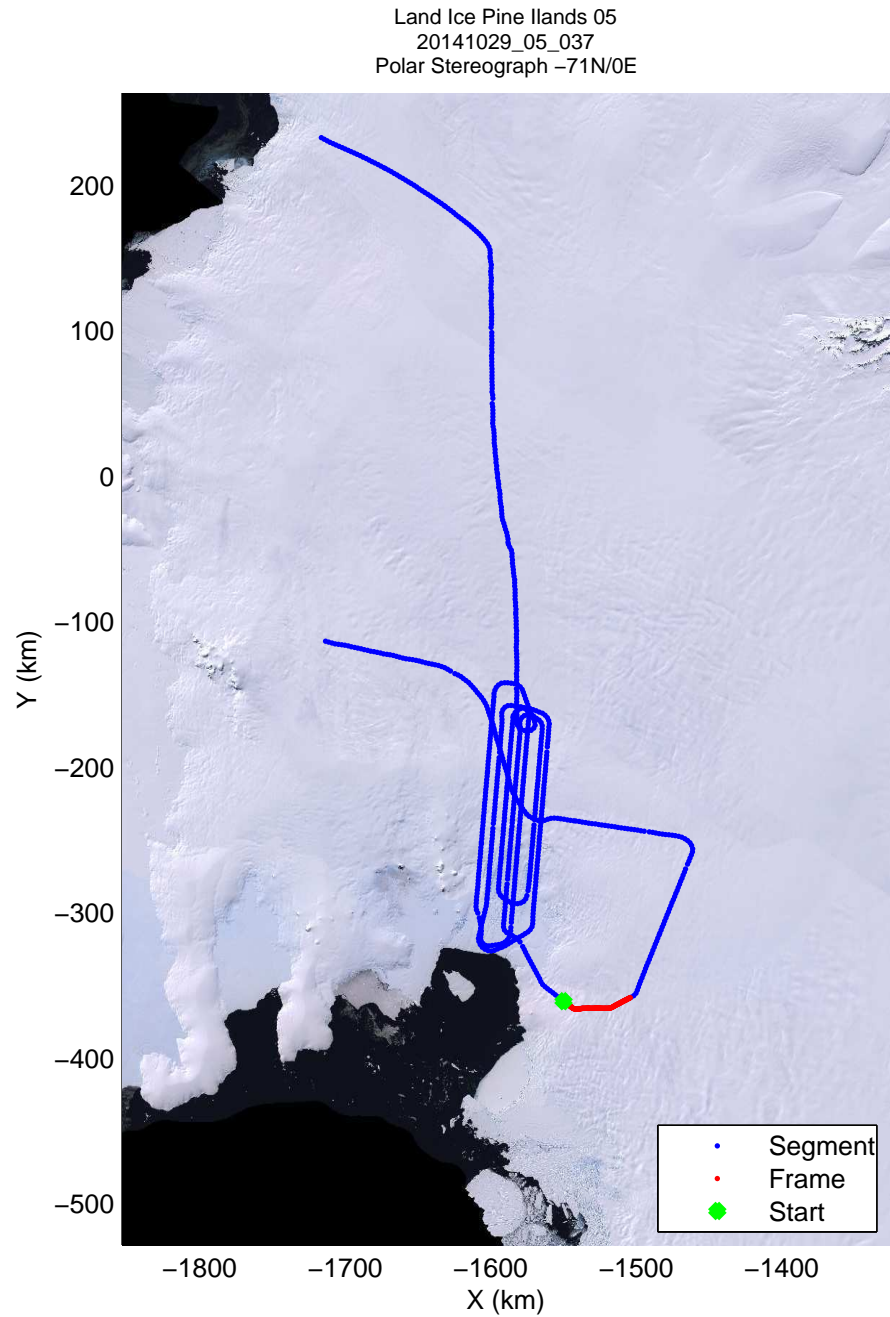 Land Ice Pine Ilands 05
20141029_05_037
Polar Stereograph −71N/0E
200
100
0
−100
−200
−300
−400
−500
Y (km)
−1800
−1700
−1600
−1500
−1400
X (km)
Segment
Frame
Start